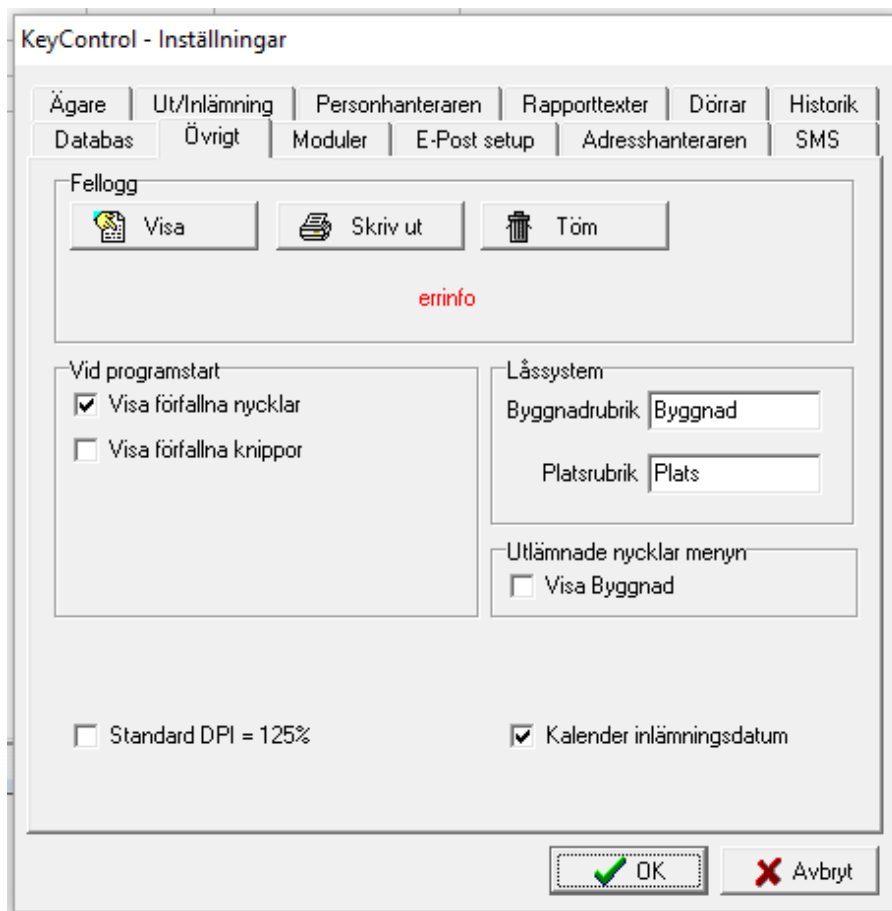 KeyControl - Inställningar
Ägare Ut/Inlämning Personhanteraren Rapporttexter Dörrar Historik
Databas Övrigt Moduler E-Post setup Adresshanteraren SMS
Fellogg
Visa Skriv ut Töm
errinfo
Vid programstart
Visa förfallna nycklar
Visa förfallna knippor
Låssystem
Byggnadrubrik Byggnad
Platsrubrik Plats
Utlämnade nycklar menyn
Visa Byggnad
Standard DPI = 125% Kalender inlämningsdatum
OK Avbryt